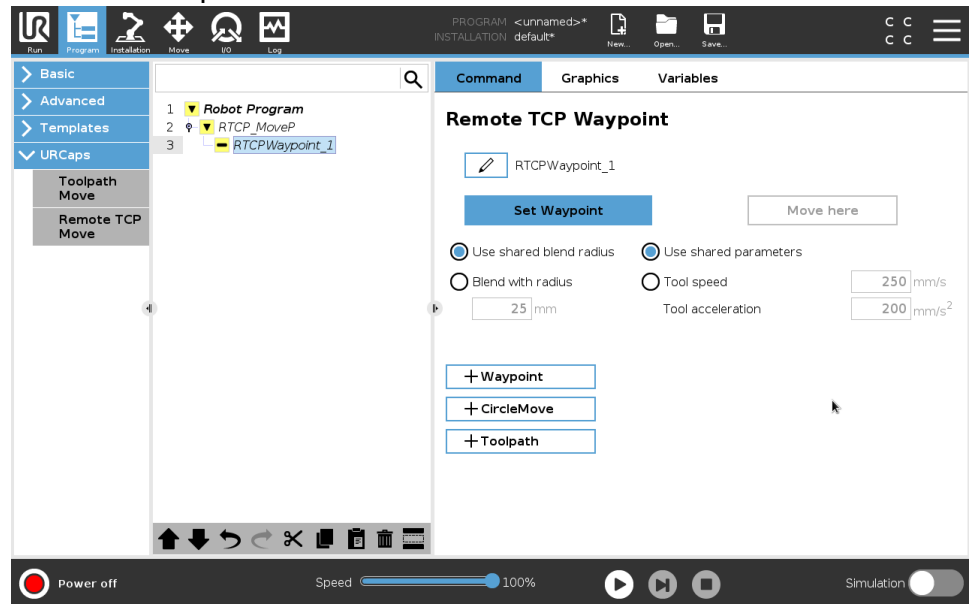 PROGRAM <unnamed>*
INSTALLATION default*
UR
Run
Program
Installation
Move
I/O
Log
New...
Open...
Save...
C C
C C
Basic
Advanced
Templates
URCaps
Toolpath
Move
Remote TCP
Move
1 Robot Program
2 RTCP_MoveP
3 RTCPWaypoint_1
Command Graphics Variables
Remote TCP Waypoint
RTCPWaypoint_1
Set Waypoint Move here
Use shared blend radius Use shared parameters
Blend with radius Tool speed 250 mm/s
25 mm Tool acceleration 200 mm/s²
+Waypoint
+CircleMove
+Toolpath
Power off Speed 100% Simulation